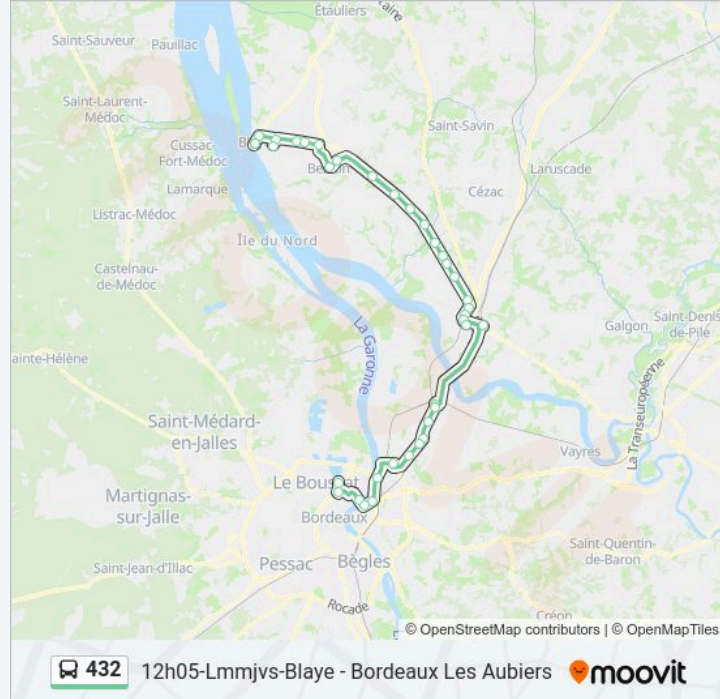 Étauliers
Saint-Sauveur
Pauillac
Saint-Laurent-
Médoc
Cussac-
Fort-Médoc
Saint-Savin
Lamarque
Laruscade
Cézac
Listrac-Médoc
Île du Nord
Castelnau-
de-Médoc
La Garonne
Saint-Denis
de-Pile
Galgon
ainte-Hélène
La Transeuropéenne
Saint-Médard-
en-Jalles
Vayres
Le Bouscat
Martignas-
sur-Jalle
Bordeaux
Saint-Quentin-
de-Baron
Saint-Jean-d'Illac
Pessac
Bègles
Rocade
Créon
© OpenStreetMap contributors | © OpenMapTiles
432 12h05-Lmmjvs-Blaye - Bordeaux Les Aubiers moovit